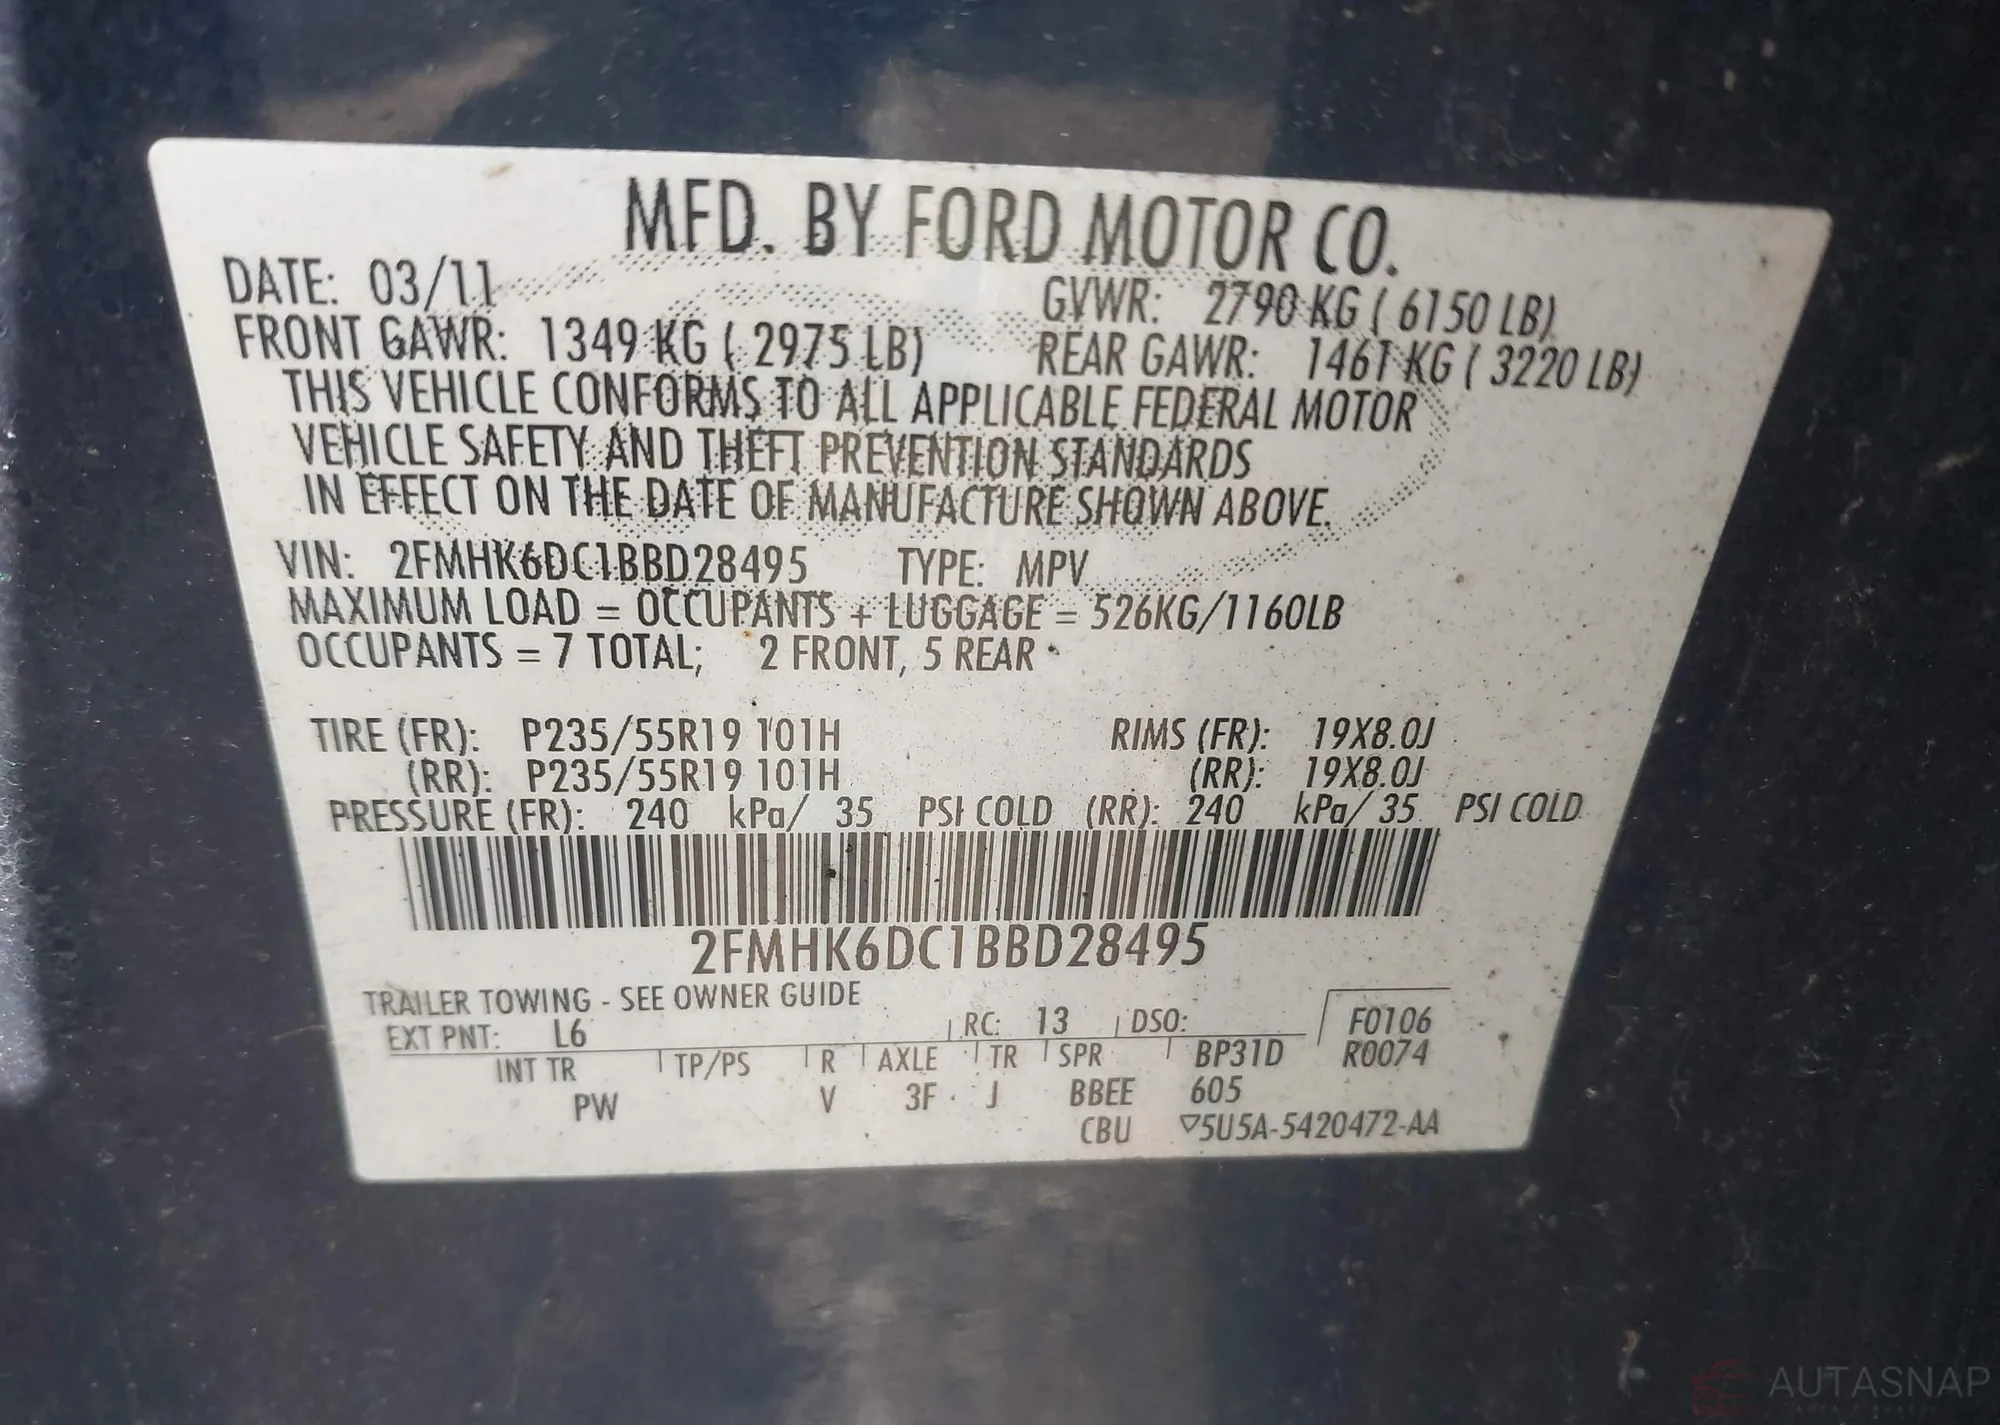 MFD. BY FORD MOTOR CO.
DATE: 03/11 GVWR: 2790 KG ( 6150 LB)
FRONT GAWR: 1349 KG ( 2975 LB) REAR GAWR: 1461 KG ( 3220 LB)
THIS VEHICLE CONFORMS TO ALL APPLICABLE FEDERAL MOTOR
VEHICLE SAFETY AND THEFT PREVENTION STANDARDS
IN EFFECT ON THE DATE OF MANUFACTURE SHOWN ABOVE.
VIN: 2FMHK6DC1BBD28495 TYPE: MPV
MAXIMUM LOAD = OCCUPANTS + LUGGAGE = 526KG/1160LB
OCCUPANTS = 7 TOTAL; 2 FRONT, 5 REAR
TIRE (FR): P235/55R19 101H RIMS (FR): 19X8.0J
(RR): P235/55R19 101H (RR): 19X8.0J
PRESSURE (FR): 240 kPa/ 35 PSI COLD (RR): 240 kPa/ 35 PSI COLD
2FMHK6DC1BBD28495
TRAILER TOWING - SEE OWNER GUIDE
EXT PNT: L6 RC: 13 DSO: F0106
INT TR TP/PS R AXLE TR SPR BP31D R0074
PW V 3F J BBEE 605
CBU ▽5U5A-5420472-AA
AUTASNAP